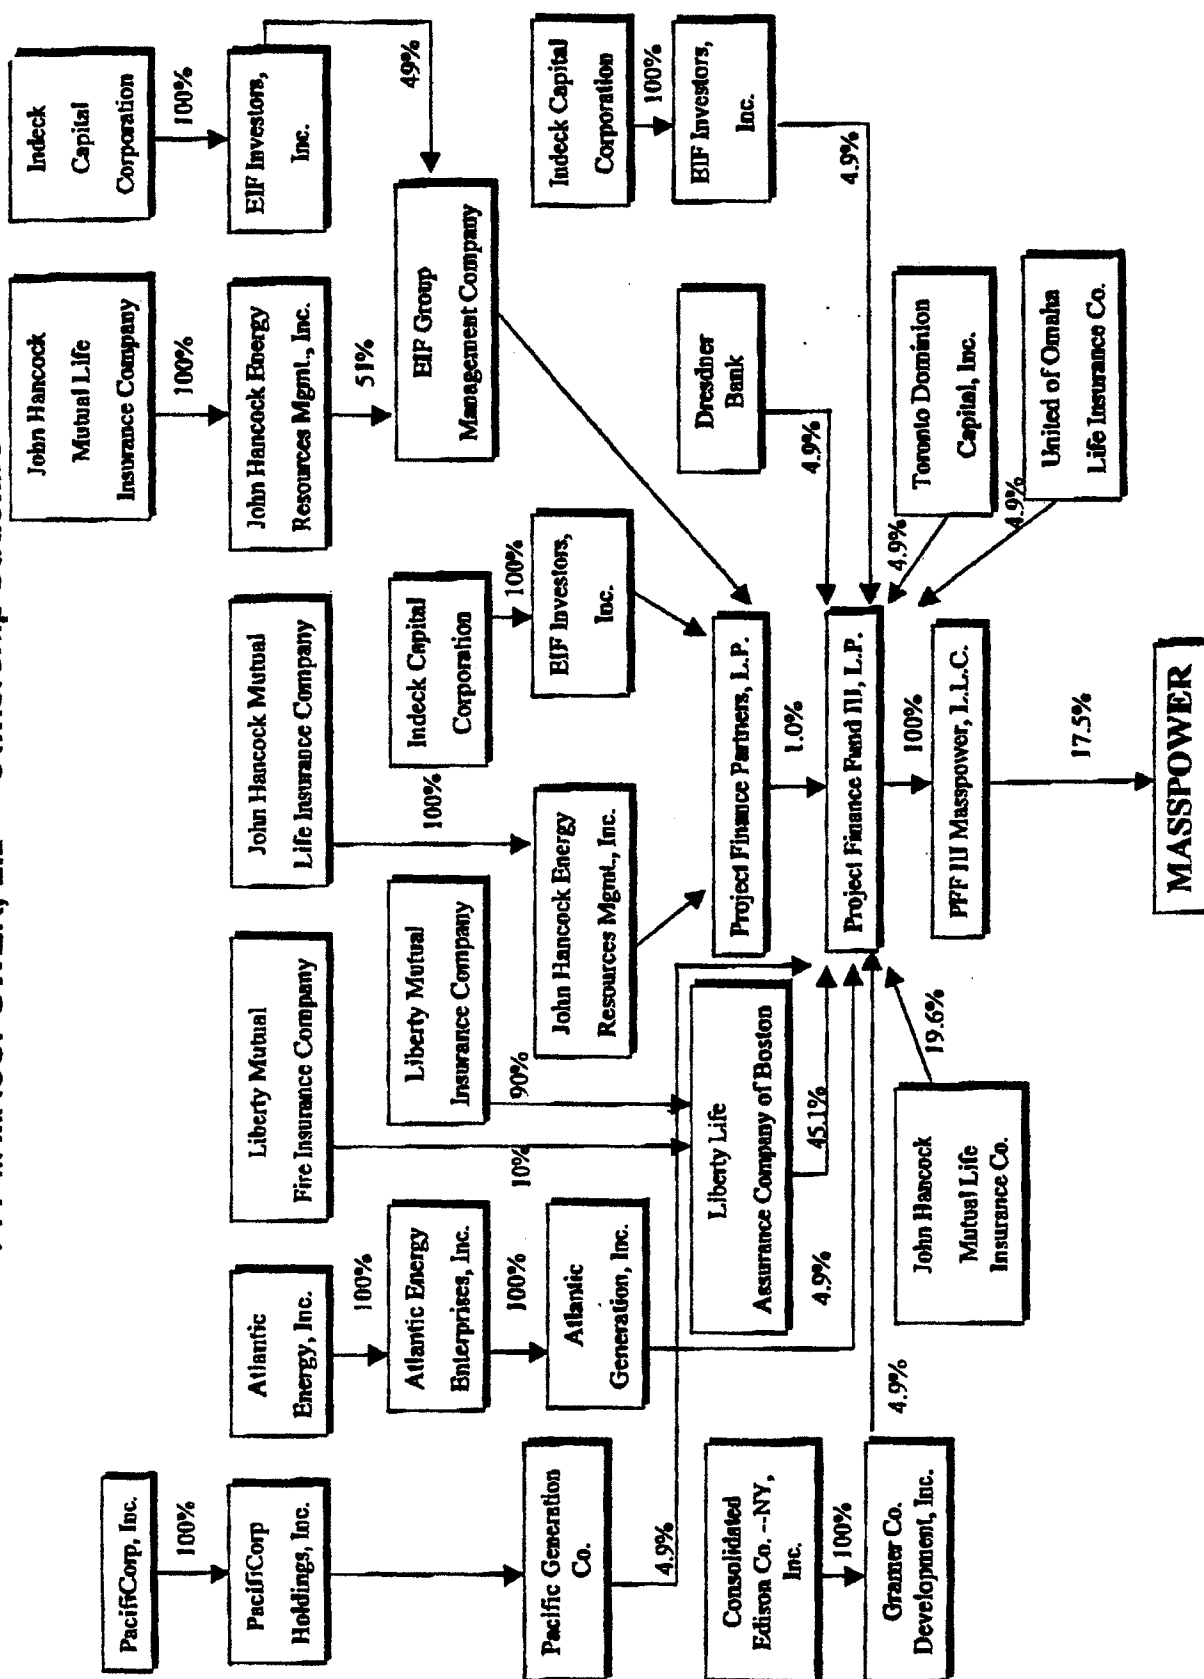 PacifiCorp, Inc.
100%
PacifiCorp
Holdings, Inc.
Pacific Generation
Co.
4.9%
Consolidated
Edison Co. --NY,
Inc.
100%
Development, Inc.
4.9%
Atlantic
Energy, Inc.
100%
Atlantic Energy
Enterprises, Inc.
100%
Atlantic
Generation, Inc.
4.9%
Liberty Mutual
Fire Insurance Company
10%
Liberty Mutual
Insurance Company
90%
Liberty Life
Assurance Company of Boston
45.1%
John Hancock
Mutual Life
Insurance Co.
19.6%
John Hancock Mutual
Life Insurance Company
100%
John Hancock Energy
Resources Mgmt., Inc.
Indeck Capital
Corporation
100%
EIF Investors,
Inc.
John Hancock
Mutual Life
Insurance Company
100%
John Hancock Energy
Resources Mgmt., Inc.
51%
Indeck
Capital
Corporation
100%
EIF Investors,
Inc.
49%
EIF Group
Management Company
Project Finance Partners, L.P.
1.0%
Dresdner
Bank
4.9%
Indeck Capital
Corporation
100%
EIF Investors,
Inc.
4.9%
Toronto Dominion
Capital, Inc.
4.9%
United of Omaha
Life Insurance Co.
4.9%
Project Finance Fund III, L.P.
100%
PFF III Masspower, L.L.C.
17.5%
MASSPOWER